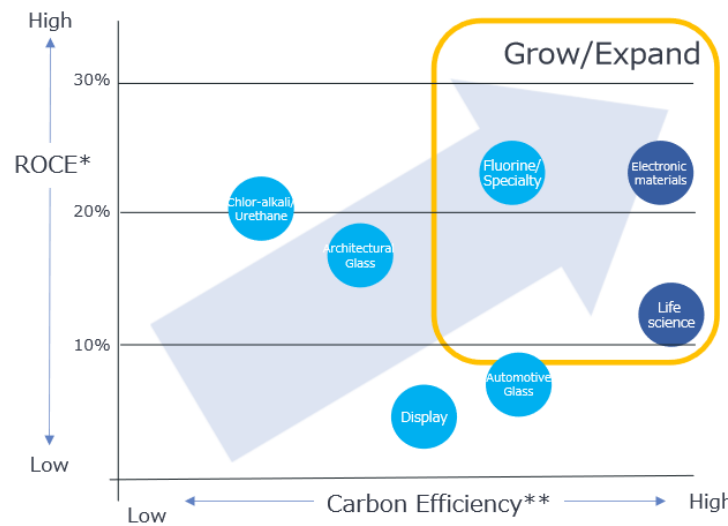 High
Grow/Expand
30%
ROCE*
Fluorine/
Specialty
Electronic
materials
Chlor-alkali/
Urethane
20%
Architectural
Glass
Life
science
10%
Automotive
Glass
Display
Low
Low
Carbon Efficiency**
High